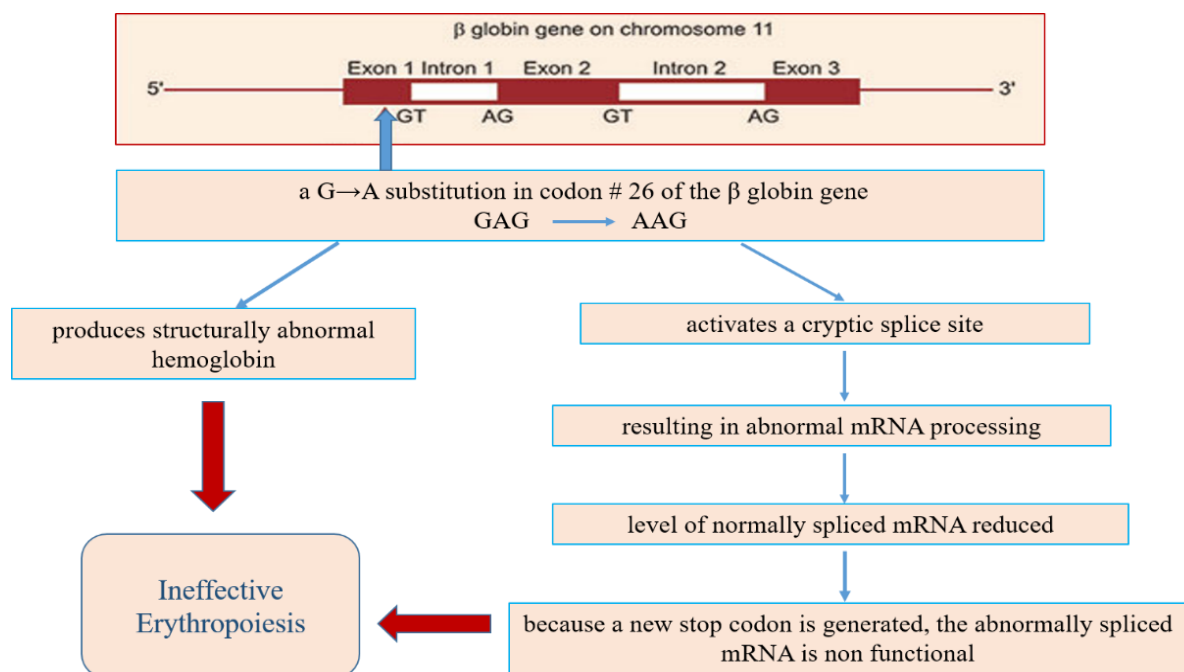 β globin gene on chromosome 11
Exon 1 Intron 1 Exon 2 Intron 2 Exon 3
5' 3'
GT AG GT AG
a G→A substitution in codon # 26 of the β globin gene
GAG → AAG
produces structurally abnormal
hemoglobin
activates a cryptic splice site
resulting in abnormal mRNA processing
level of normally spliced mRNA reduced
Ineffective
Erythropoiesis
because a new stop codon is generated, the abnormally spliced
mRNA is non functional